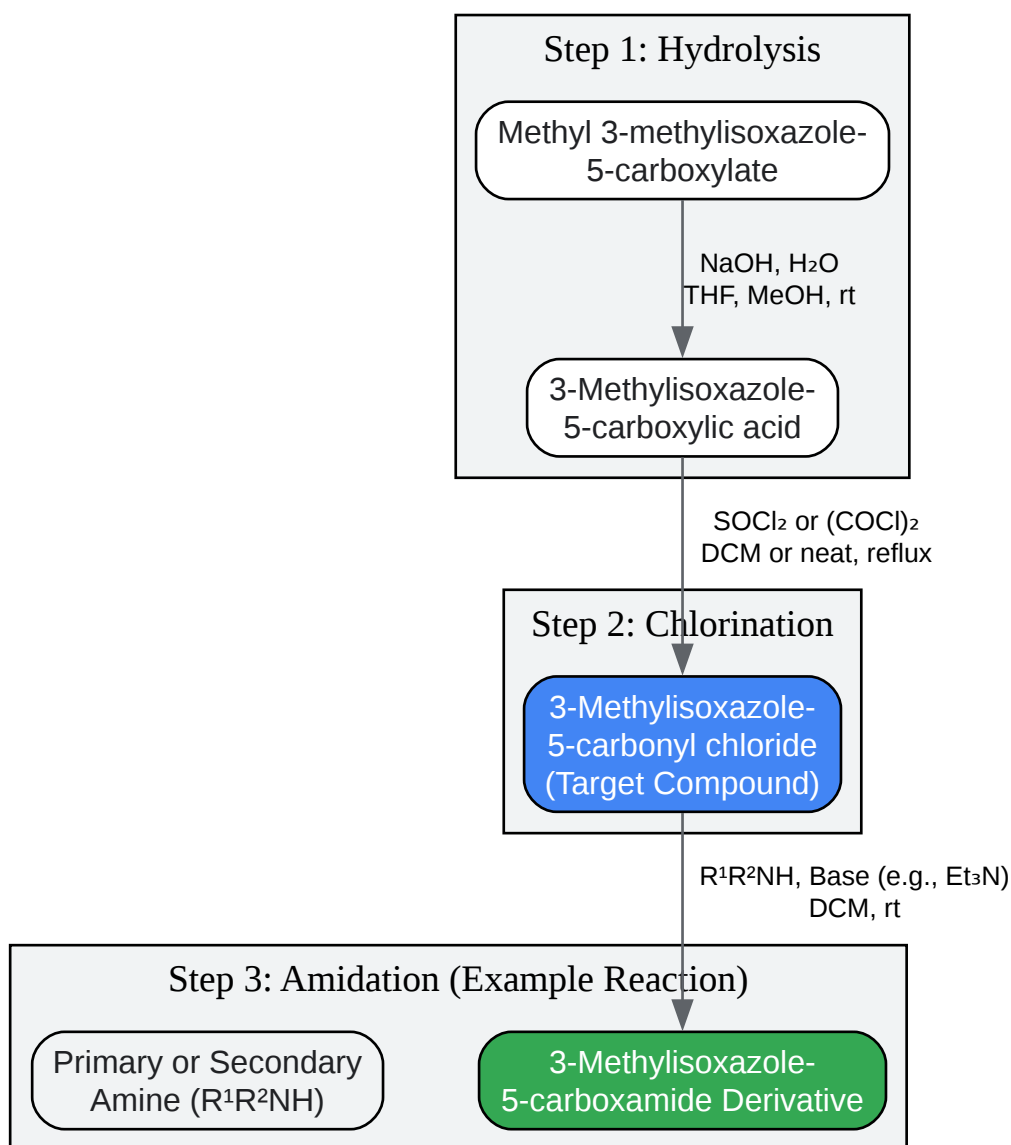 Step 1: Hydrolysis
Methyl 3-methylisoxazole-
5-carboxylate
NaOH, H₂O
THF, MeOH, rt
3-Methylisoxazole-
5-carboxylic acid
SOCl₂ or (COCl)₂
DCM or neat, reflux
Step 2: Chlorination
3-Methylisoxazole-
5-carbonyl chloride
(Target Compound)
R¹R²NH, Base (e.g., Et₃N)
DCM, rt
Step 3: Amidation (Example Reaction)
Primary or Secondary
Amine (R¹R²NH)
3-Methylisoxazole-
5-carboxamide Derivative